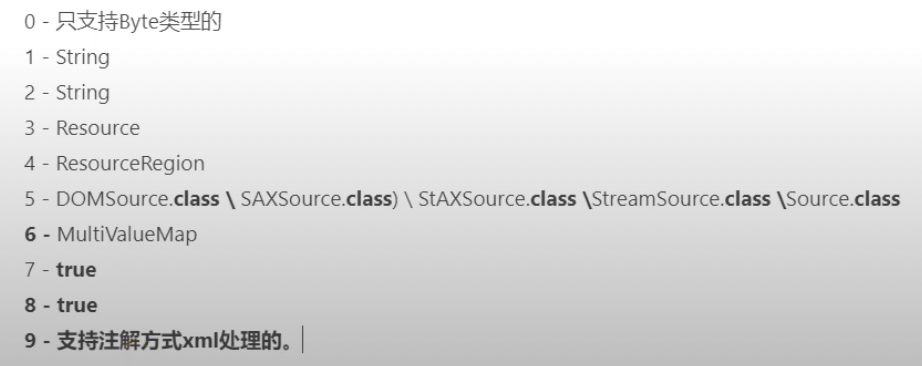 0 - 只支持Byte类型的
1 - String
2 - String
3 - Resource
4 - ResourceRegion
5 - DOMSource.class \ SAXSource.class) \ StAXSource.class \StreamSource.class \Source.class
6 - MultiValueMap
7 - true
8 - true
9 - 支持注解方式xml处理的。